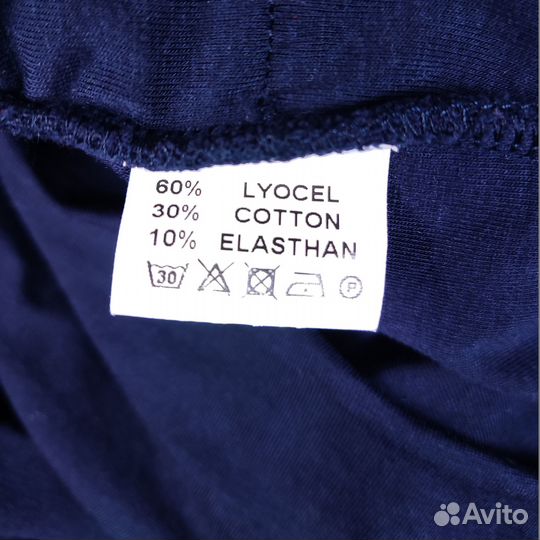 60% LYOCEL
30% COTTON
10% ELASTHAN
30 P
Avito